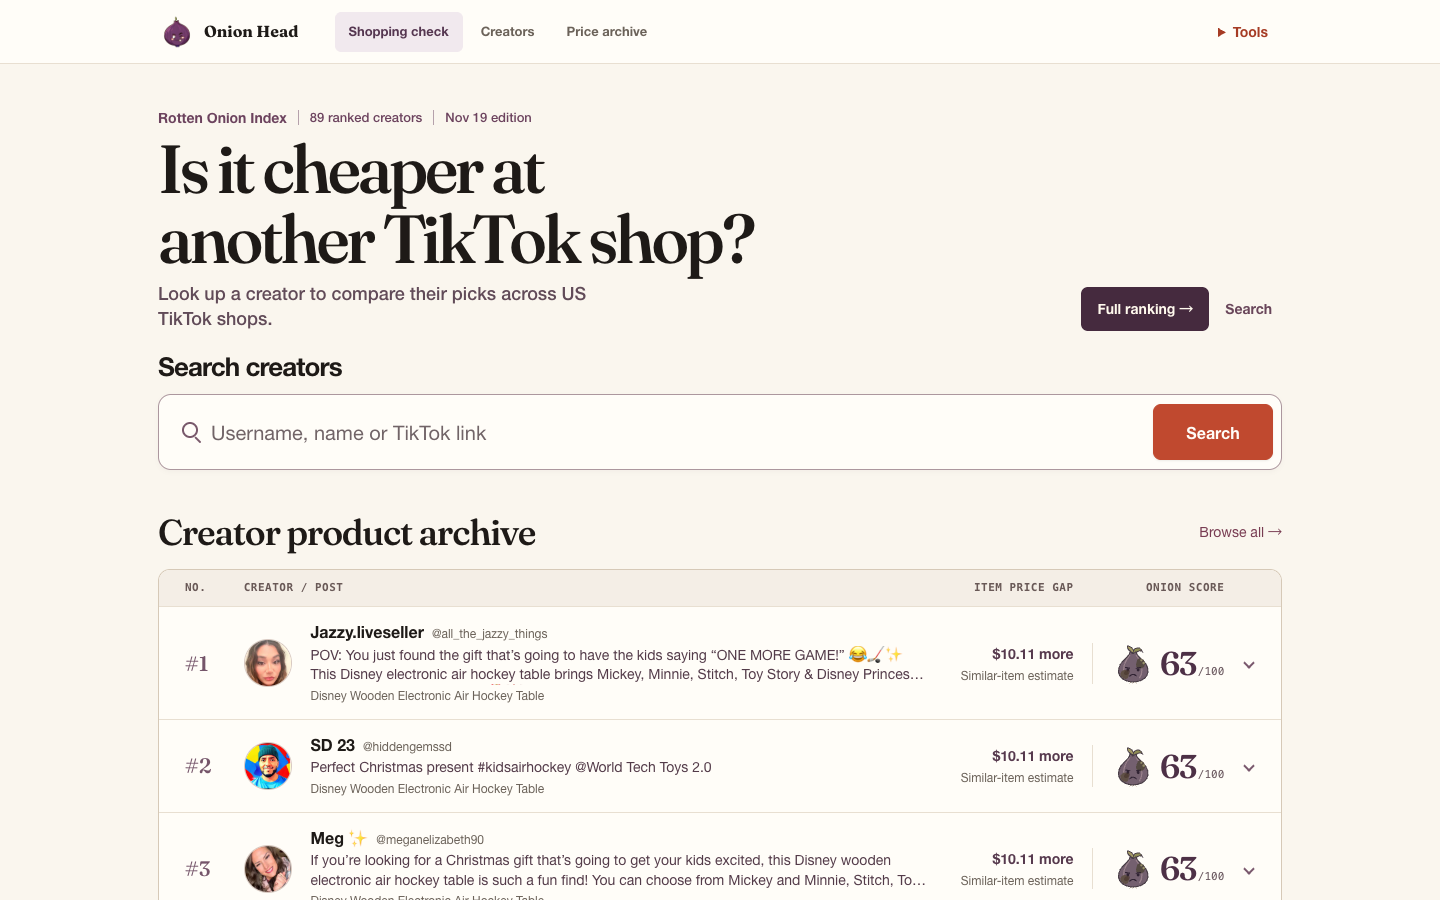 Onion Head
Shopping check
Creators
Price archive
▶ Tools
Rotten Onion Index | 89 ranked creators | Nov 19 edition
Is it cheaper at
another TikTok shop?
Look up a creator to compare their picks across US
TikTok shops.
Full ranking →
Search
Search creators
Username, name or TikTok link
Search
Creator product archive
Browse all →
NO.
CREATOR / POST
ITEM PRICE GAP
ONION SCORE
#1
Jazzy.liveseller @all_the_jazzy_things
POV: You just found the gift that’s going to have the kids saying “ONE MORE GAME!” 😂🏒✨
This Disney electronic air hockey table brings Mickey, Minnie, Stitch, Toy Story & Disney Princes…
Disney Wooden Electronic Air Hockey Table
$10.11 more
Similar-item estimate
63/100
#2
SD 23 @hiddengemssd
Perfect Christmas present #kidsairhockey @World Tech Toys 2.0
Disney Wooden Electronic Air Hockey Table
$10.11 more
Similar-item estimate
63/100
#3
Meg ✨ @meganelizabeth90
If you’re looking for a Christmas gift that’s going to get your kids excited, this Disney wooden
electronic air hockey table is such a fun find! You can choose from Mickey and Minnie, Stitch, To…
Disney Wooden Electronic Air Hockey Table
$10.11 more
Similar-item estimate
63/100